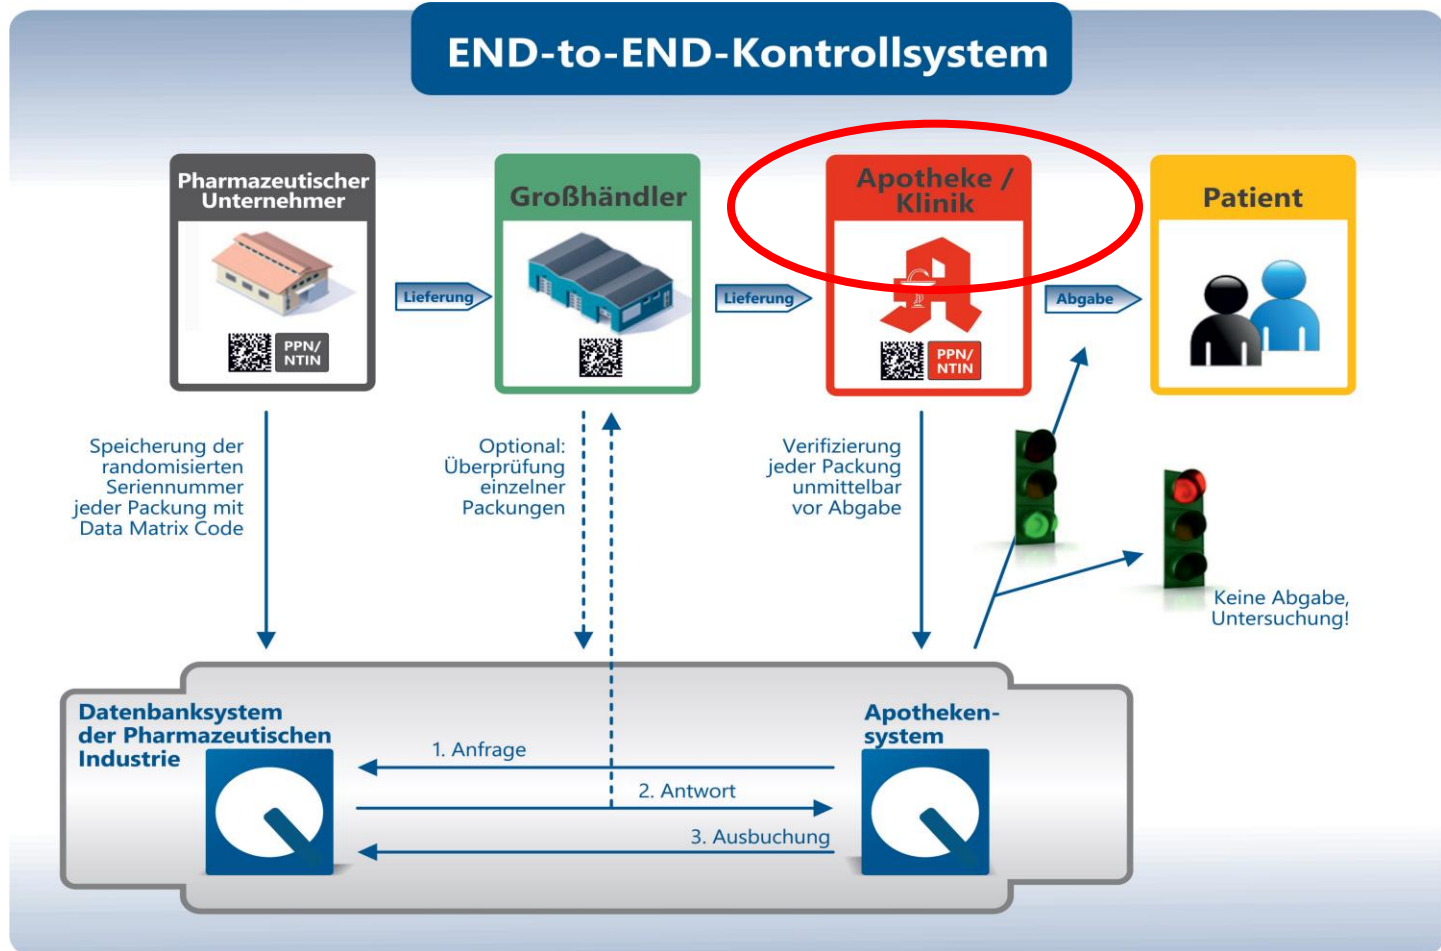 END-to-END-Kontrollsystem
Pharmazeutischer
Unternehmer
Großhändler
Apotheke /
Klinik
Patient
Lieferung
Lieferung
Abgabe
PPN/
NTIN
PPN/
NTIN
Speicherung der
randomisierten
Seriennummer
jeder Packung mit
Data Matrix Code
Optional:
Überprüfung
einzelner
Packungen
Verifizierung
jeder Packung
unmittelbar
vor Abgabe
Keine Abgabe,
Untersuchung!
Datenbanksystem
der Pharmazeutischen
Industrie
Apotheken-
system
1. Anfrage
2. Antwort
3. Ausbuchung